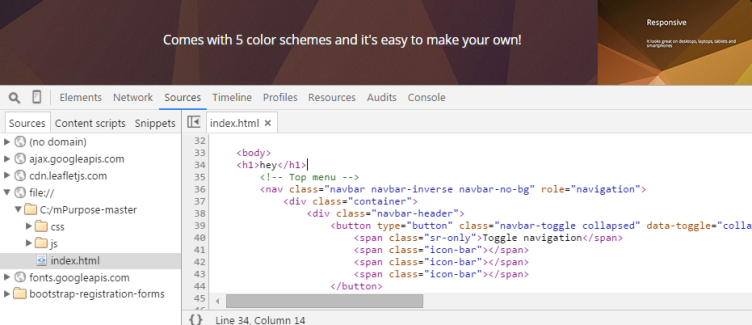 Comes with 5 color schemes and it's easy to make your own!
Responsive
It looks great on desktops, laptops, tablets and
smartphones
Elements Network Sources Timeline Profiles Resources Audits Console
Sources Content scripts Snippets
(no domain)
ajax.googleapis.com
cdn.leafletjs.com
file://
C:/mPurpose-master
css
js
index.html
fonts.googleapis.com
bootstrap-registration-forms
index.html ×
32
33 <body>
34 <h1>hey</h1>
35 <!-- Top menu -->
36 <nav class="navbar navbar-inverse navbar-no-bg" role="navigation">
37 <div class="container">
38 <div class="navbar-header">
39 <button type="button" class="navbar-toggle collapsed" data-toggle="colla
40 <span class="sr-only">Toggle navigation</span>
41 <span class="icon-bar"></span>
42 <span class="icon-bar"></span>
43 <span class="icon-bar"></span>
44 </button>
45
{} Line 34, Column 14